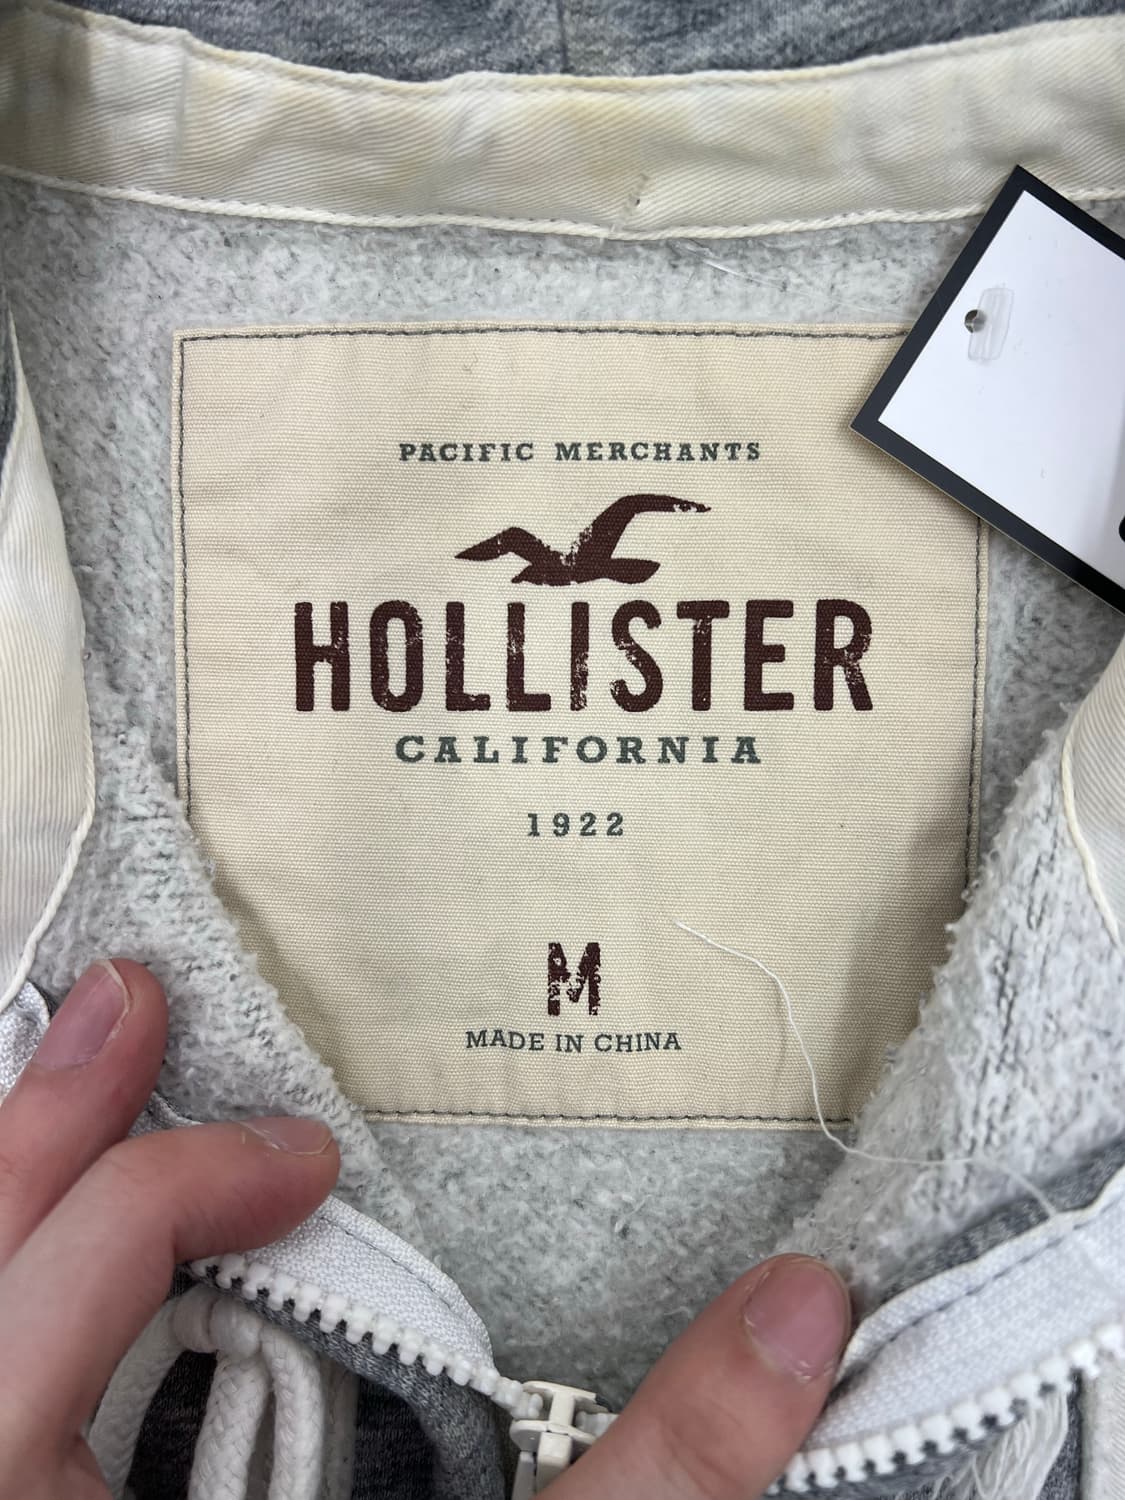 PACIFIC MERCHANTS
HOLLISTER
CALIFORNIA
1922
M
MADE IN CHINA